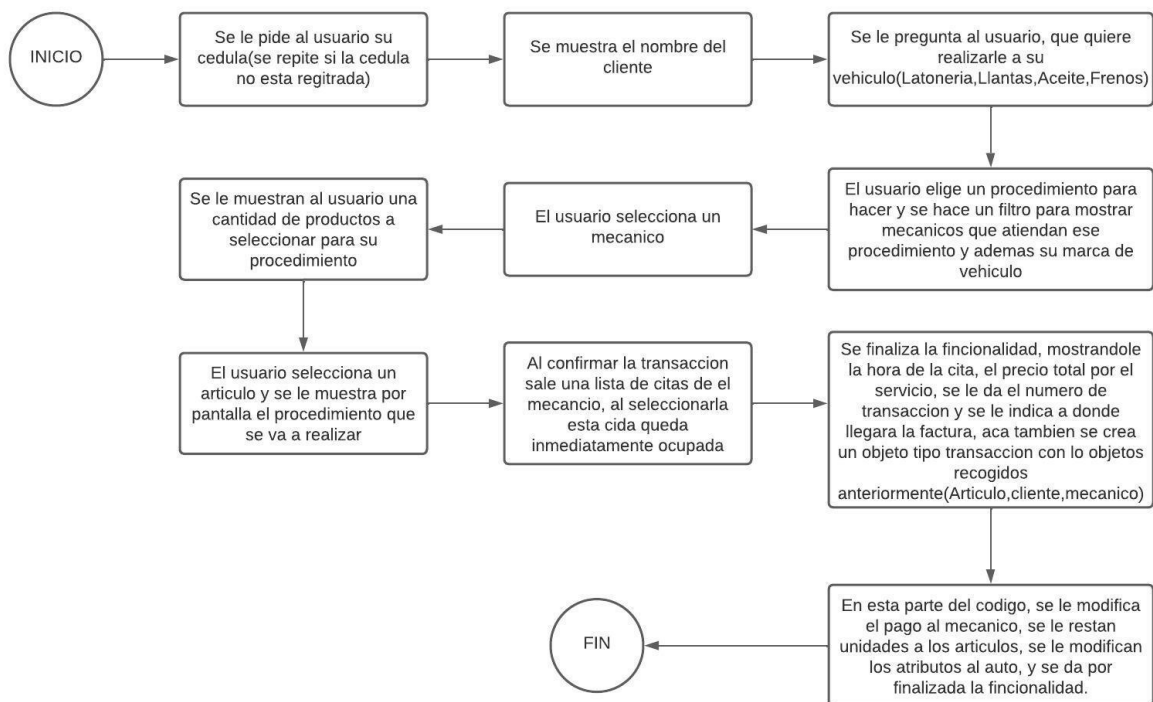 INICIO
Se le pide al usuario su
cedula(se repite si la cedula
no esta regitrada)
Se muestra el nombre del
cliente
Se le pregunta al usuario, que quiere
realizarle a su
vehiculo(Latoneria,Llantas,Aceite,Frenos)
El usuario elige un procedimiento para
hacer y se hace un filtro para mostrar
mecanicos que atiendan ese
procedimiento y ademas su marca de
vehiculo
El usuario selecciona un
mecanico
Se le muestran al usuario una
cantidad de productos a
seleccionar para su
procedimiento
El usuario selecciona un
articulo y se le muestra por
pantalla el procedimiento que
se va a realizar
Al confirmar la transaccion
sale una lista de citas de el
mecancio, al seleccionarla
esta cida queda
inmediatamente ocupada
Se finaliza la fincionalidad, mostrandole
la hora de la cita, el precio total por el
servicio, se le da el numero de
transaccion y se le indica a donde
llegara la factura, aca tambien se crea
un objeto tipo transaccion con lo objetos
recogidos
anteriormente(Articulo,cliente,mecanico)
En esta parte del codigo, se le modifica
el pago al mecanico, se le restan
unidades a los articulos, se le modifican
los atributos al auto, y se da por
finalizada la fincionalidad.
FIN